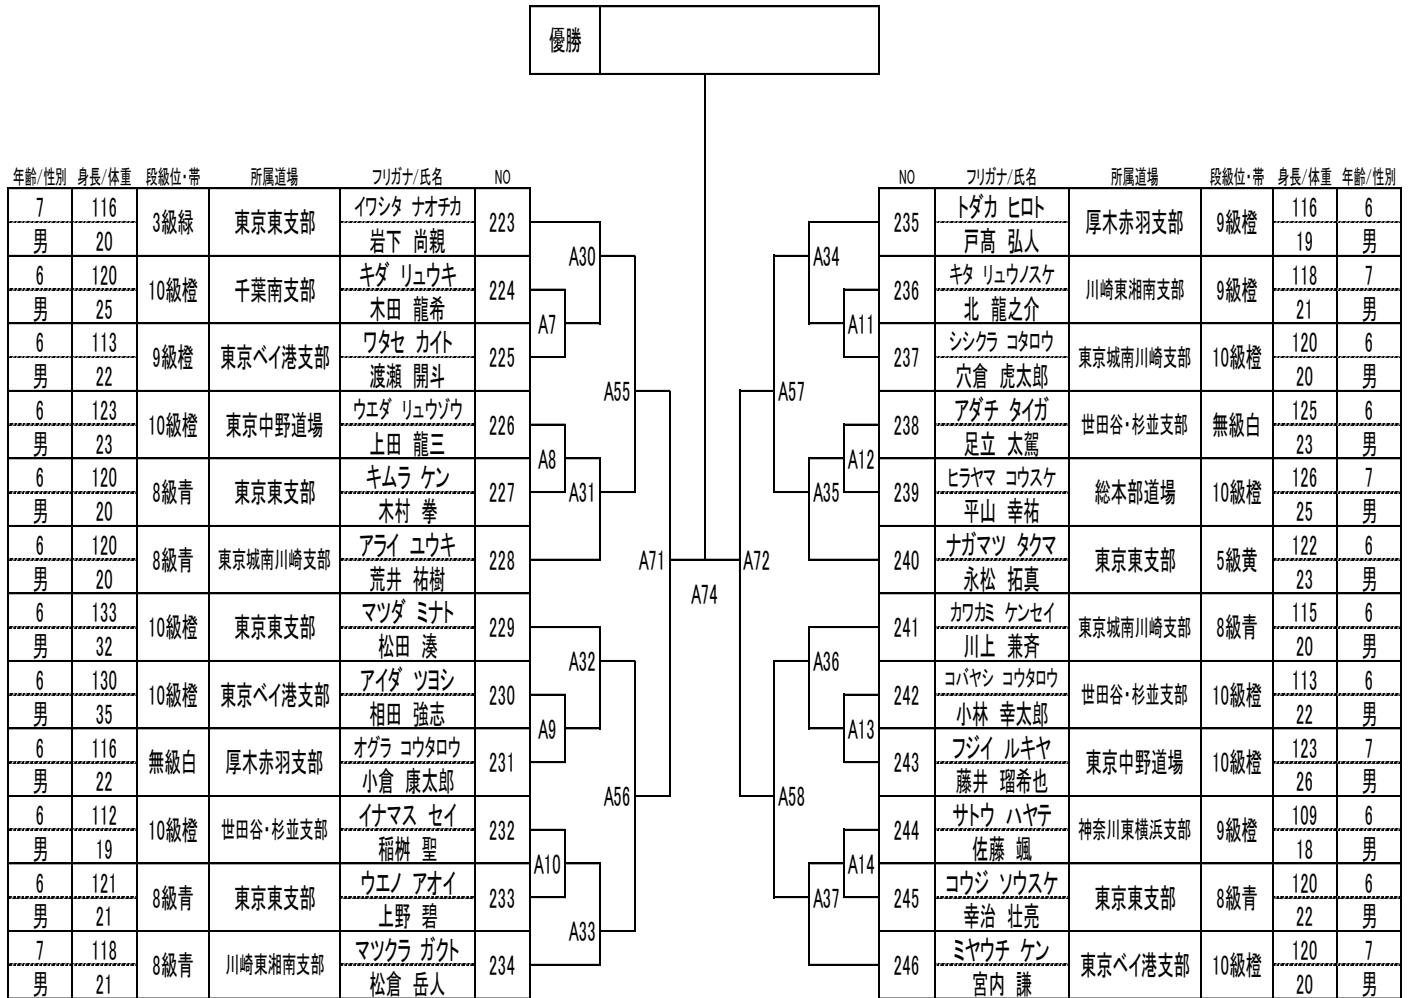 優勝
年齢/性別 身長/体重 段級位・帯 所属道場 フリガナ/氏名 NO
7 116 3級緑 東京東支部 イワシタ ナオチカ 223
男 20 岩下 尚親
6 120 10級橙 千葉南支部 キダ リュウキ 224
男 25 木田 龍希
6 113 9級橙 東京ベイ港支部 ワタセ カイト 225
男 22 渡瀬 開斗
6 123 10級橙 東京中野道場 ウエダ リュウゾウ 226
男 23 上田 龍三
6 120 8級青 東京東支部 キムラ ケン 227
男 20 木村 拳
6 120 8級青 東京城南川崎支部 アライ ユウキ 228
男 20 荒井 祐樹
6 133 10級橙 東京東支部 マツダ ミナト 229
男 32 松田 湊
6 130 10級橙 東京ベイ港支部 アイダ ツヨシ 230
男 35 相田 強志
6 116 無級白 厚木赤羽支部 オグラ コウタロウ 231
男 22 小倉 康太郎
6 112 10級橙 世田谷・杉並支部 イナマス セイ 232
男 19 稲桝 聖
6 121 8級青 東京東支部 ウエノ アオイ 233
男 21 上野 碧
7 118 8級青 川崎東湘南支部 マツクラ ガクト 234
男 21 松倉 岳人
A30
A7
A55
A8
A31
A71
A32
A9
A56
A10
A33
A74
A34
A11
A57
A12
A35
A72
A36
A13
A58
A14
A37
NO フリガナ/氏名 所属道場 段級位・帯 身長/体重 年齢/性別
235 トダカ ヒロト 厚木赤羽支部 9級橙 116 6
戸髙 弘人 19 男
236 キタ リュウノスケ 川崎東湘南支部 9級橙 118 7
北 龍之介 21 男
237 シシクラ コタロウ 東京城南川崎支部 10級橙 120 6
穴倉 虎太郎 20 男
238 アダチ タイガ 世田谷・杉並支部 無級白 125 6
足立 太駕 23 男
239 ヒラヤマ コウスケ 総本部道場 10級橙 126 7
平山 幸祐 25 男
240 ナガマツ タクマ 東京東支部 5級黄 122 6
永松 拓真 23 男
241 カワカミ ケンセイ 東京城南川崎支部 8級青 115 6
川上 兼斉 20 男
242 コバヤシ コウタロウ 世田谷・杉並支部 10級橙 113 6
小林 幸太郎 22 男
243 フジイ ルキヤ 東京中野道場 10級橙 123 7
藤井 瑠希也 26 男
244 サトウ ハヤテ 神奈川東横浜支部 9級橙 109 6
佐藤 颯 18 男
245 コウジ ソウスケ 東京東支部 8級青 120 6
幸治 壮亮 22 男
246 ミヤウチ ケン 東京ベイ港支部 10級橙 120 7
宮内 謙 20 男